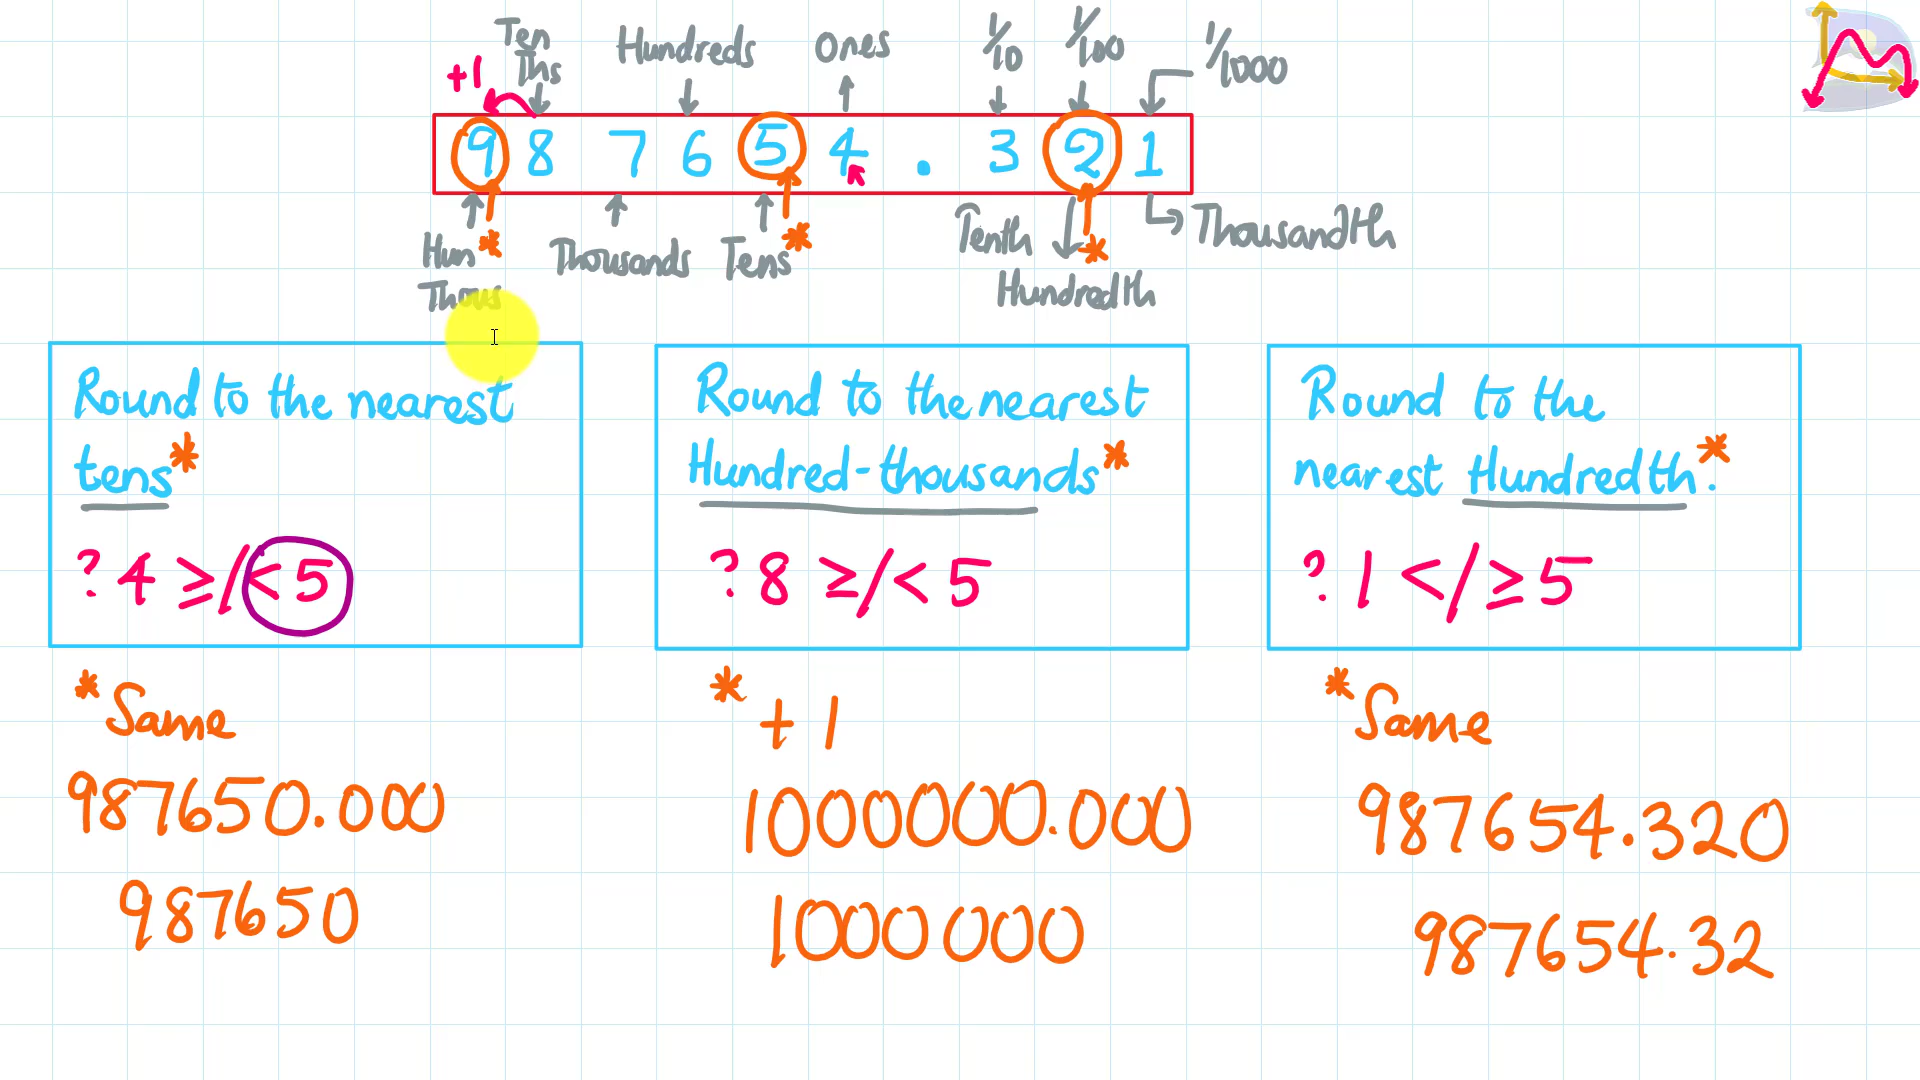 Ten
Ths
Hundreds
Ones
1/10
1/100
1/1000
+1
9 8 7 6 5 4 . 3 2 1
Hun *
Thous
Thousands
Tens *
Tenth
*
Hundredth
Thousandth
Round to the nearest
tens*
? 4 ≥/< 5
Round to the nearest
Hundred-thousands*
? 8 ≥/< 5
Round to the
nearest Hundredth.*
? 1 </≥ 5
*Same
987650.000
987650
* + 1
1000000.000
1000 000
*Same
987654.320
987654.32